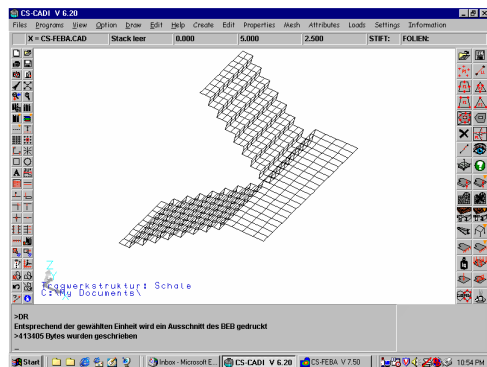 CS-CADI V 6.20
Files Programs View Option Draw Edit Help Create Edit Properties Mesh Attributes Loads Settings Information
X = CS-FEBA.CAD Stack leer 0.000 5.000 2.500 STIFT: FOLIEN:
Tragwerkstruktur: Schale
C:\My Documents\
>DR
Entsprechend der gewählten Einheit wird ein Ausschnitt des BEB gedruckt
>413405 Bytes wurden geschrieben
_
Start Inbox - Microsoft E... CS-CADI V 6.20 CS-FEBA V 7.50 10:54 PM